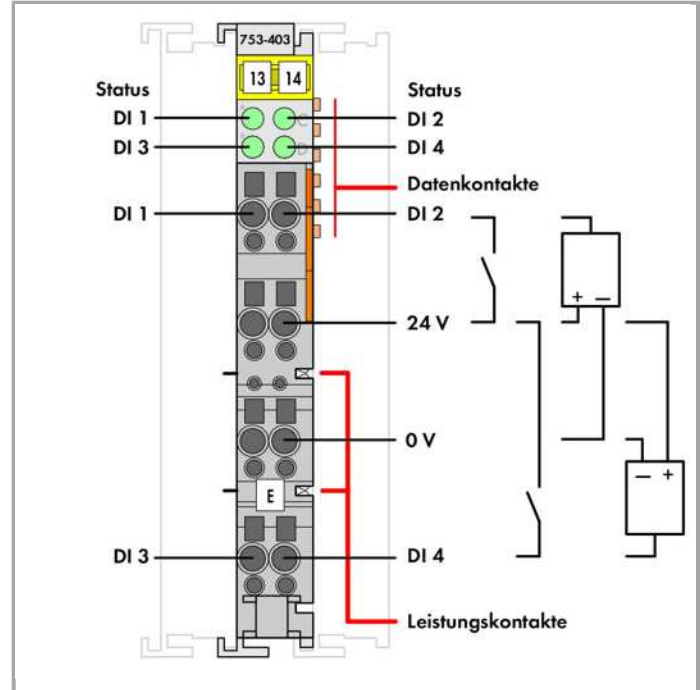 753-403
13 14
Status Status
A C
DI 1 DI 2
B D
DI 3 DI 4
Datenkontakte
DI 1 DI 2
+ −
24 V
0 V
− +
E
DI 3 DI 4
Leistungskontakte